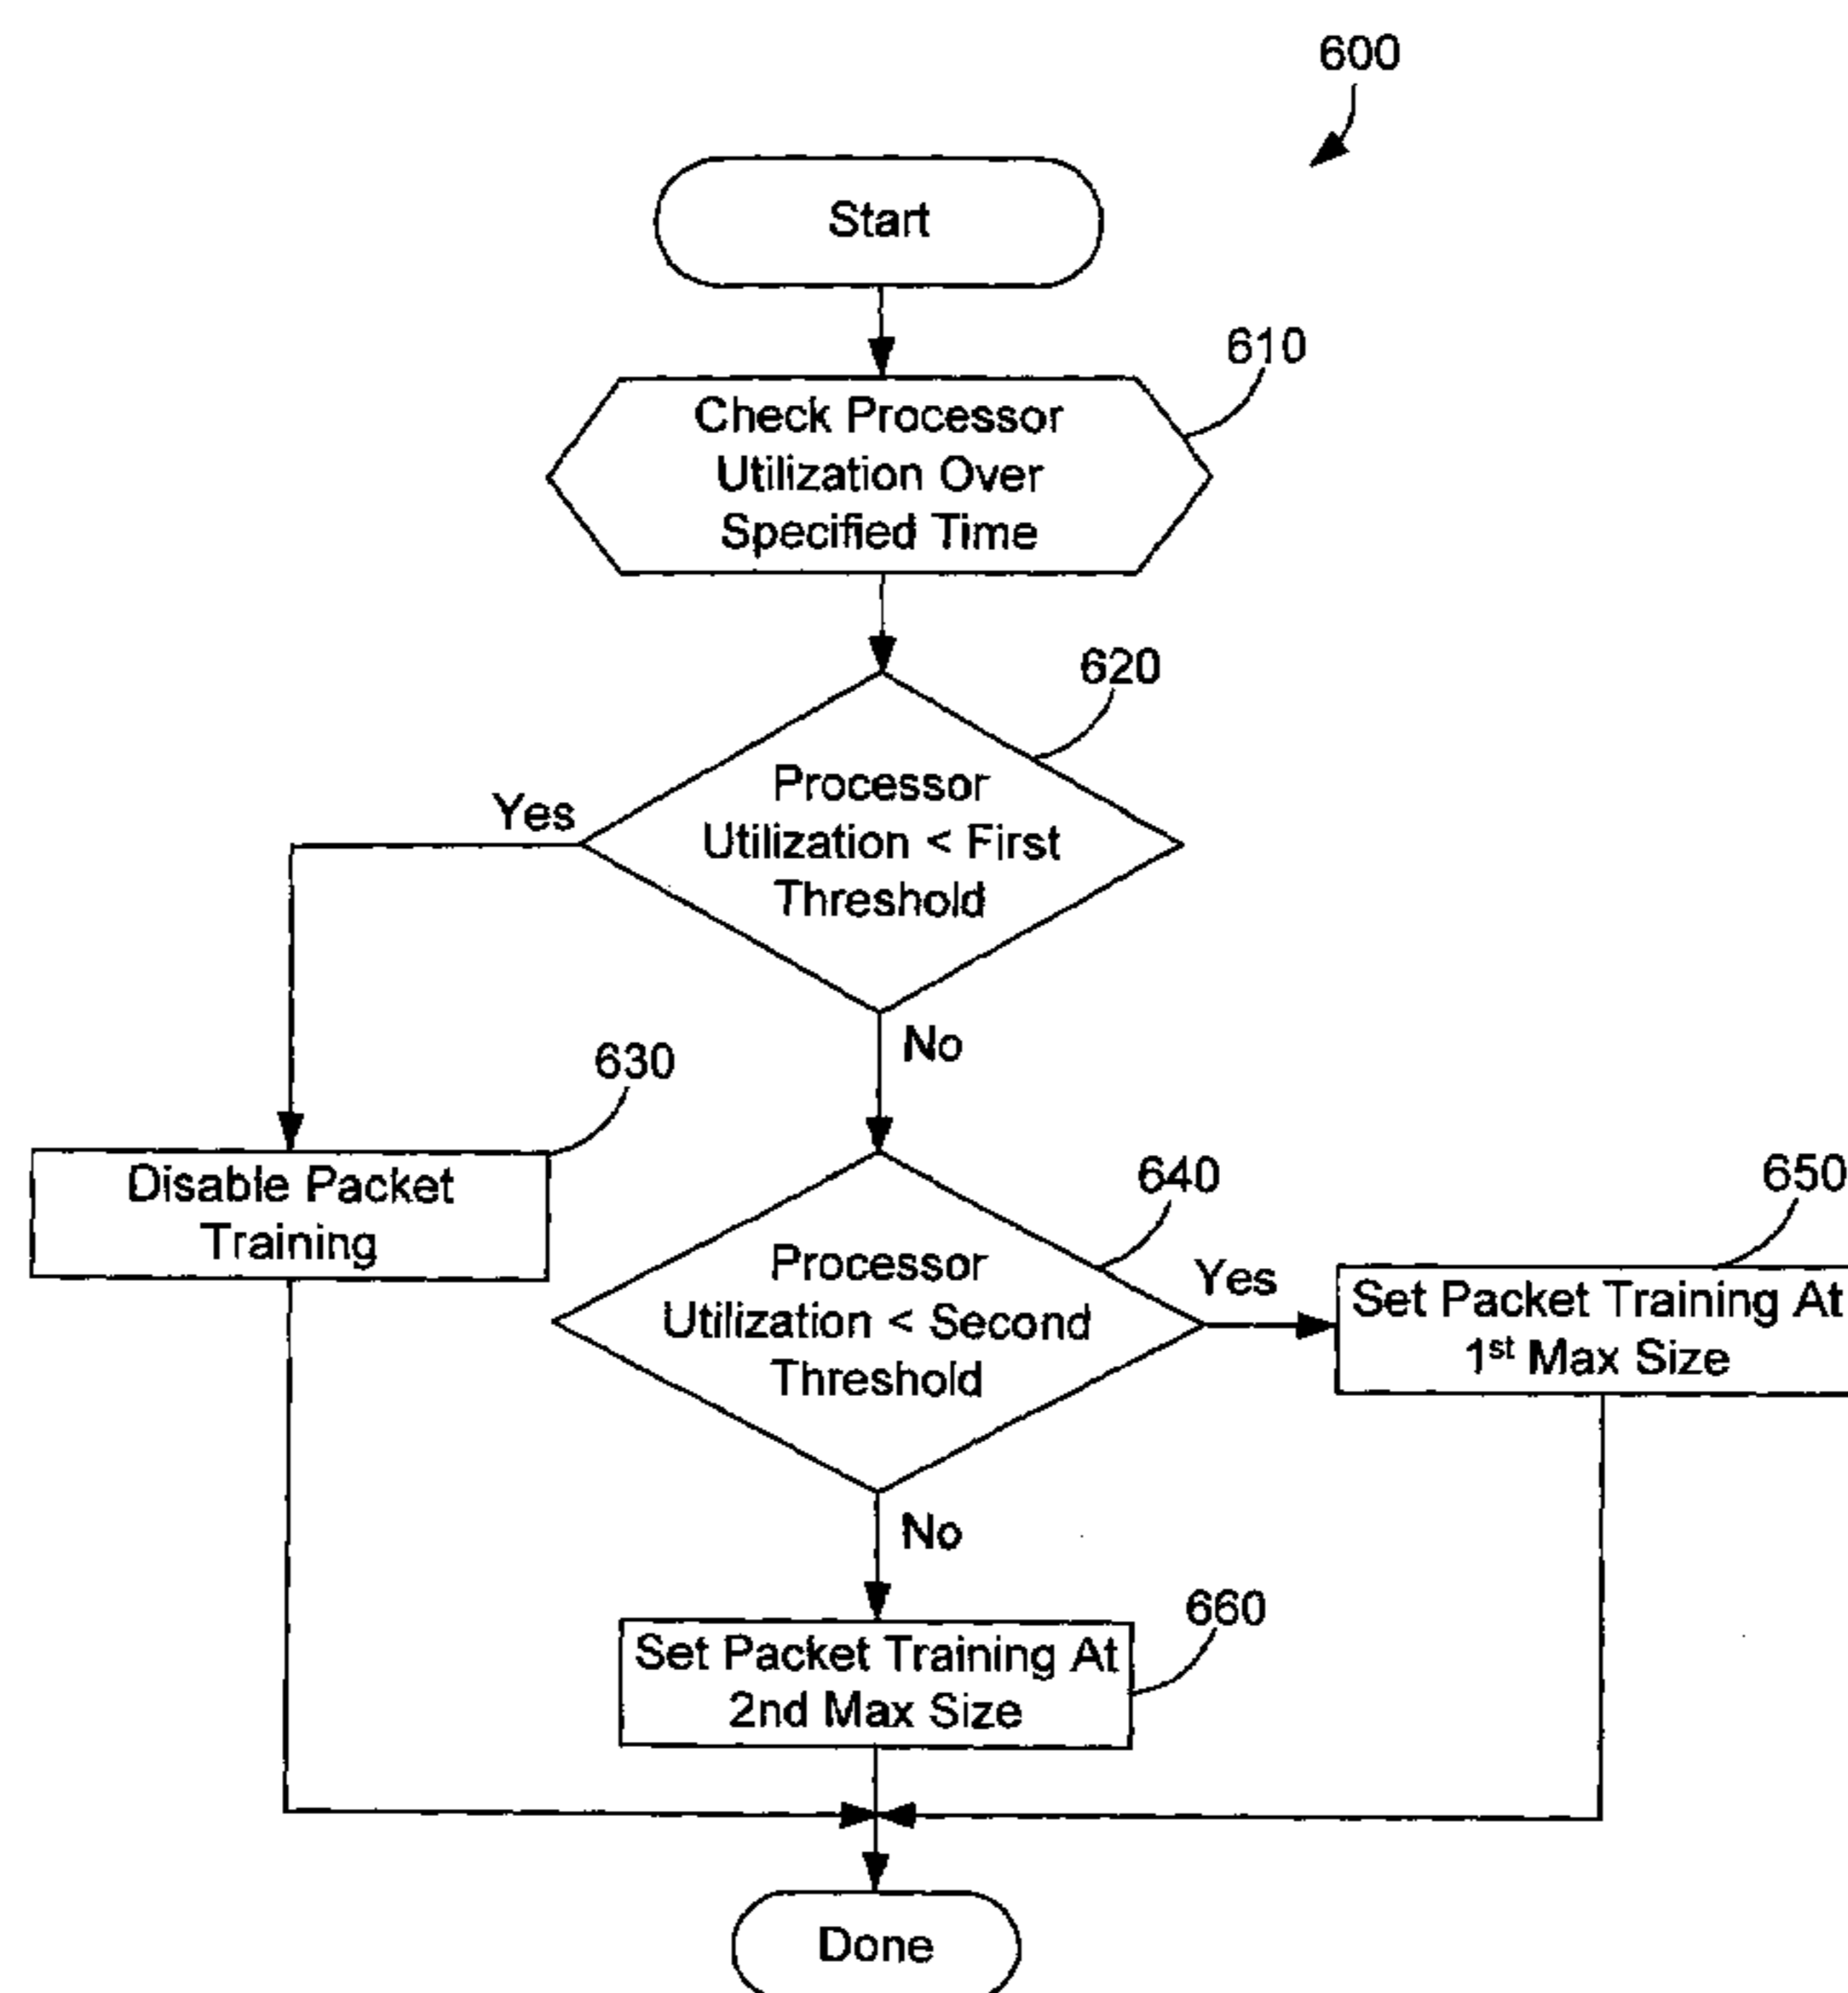 600
Start
610
Check Processor
Utilization Over
Specified Time
620
Processor
Utilization < First
Threshold
Yes
No
630
Disable Packet
Training
640
Processor
Utilization < Second
Threshold
Yes
650
Set Packet Training At
1st Max Size
No
660
Set Packet Training At
2nd Max Size
Done